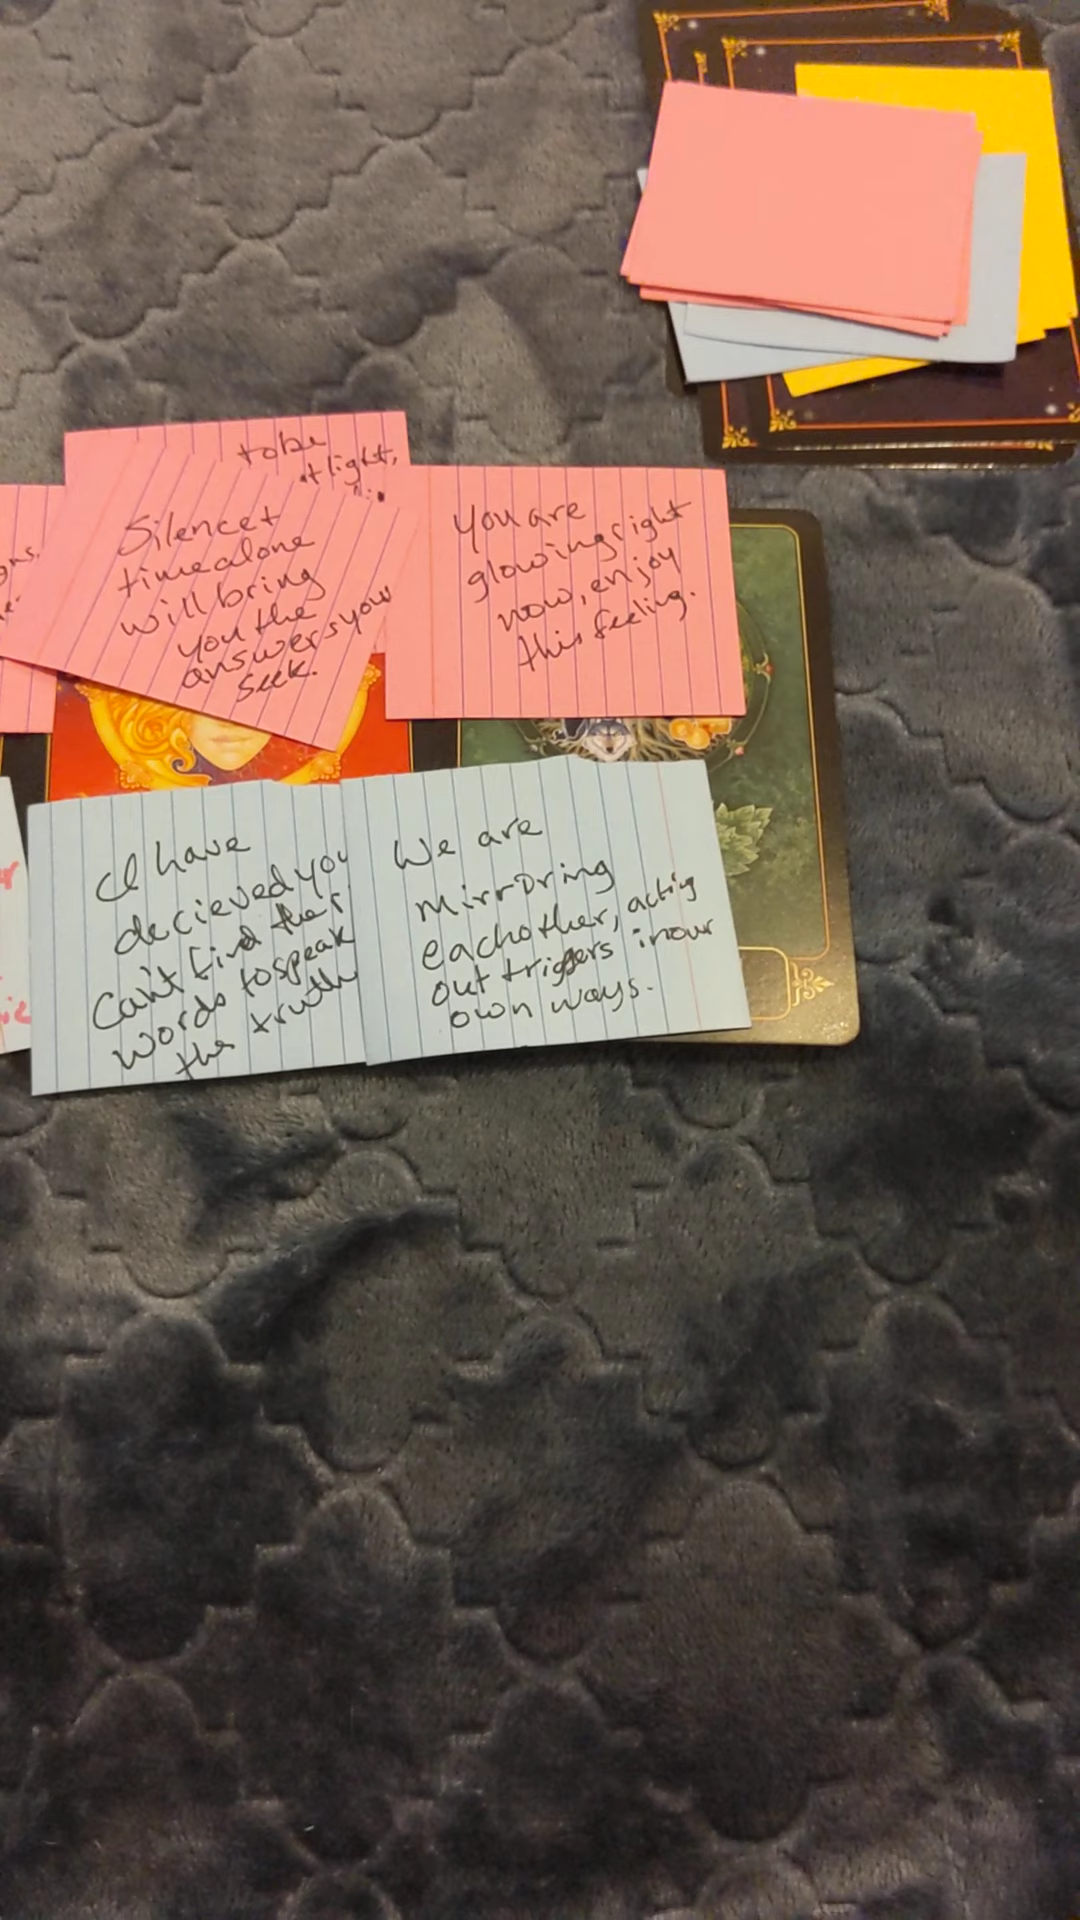 to be
light,
Silence +
time alone
will bring
you the
answers your
seek.
You are
glowing right
now, enjoy
this feeling.
I have
decieved you
Can't find the
words to speak
the truth
We are
mirroring
eachother, acting
out triggers in our
own ways.